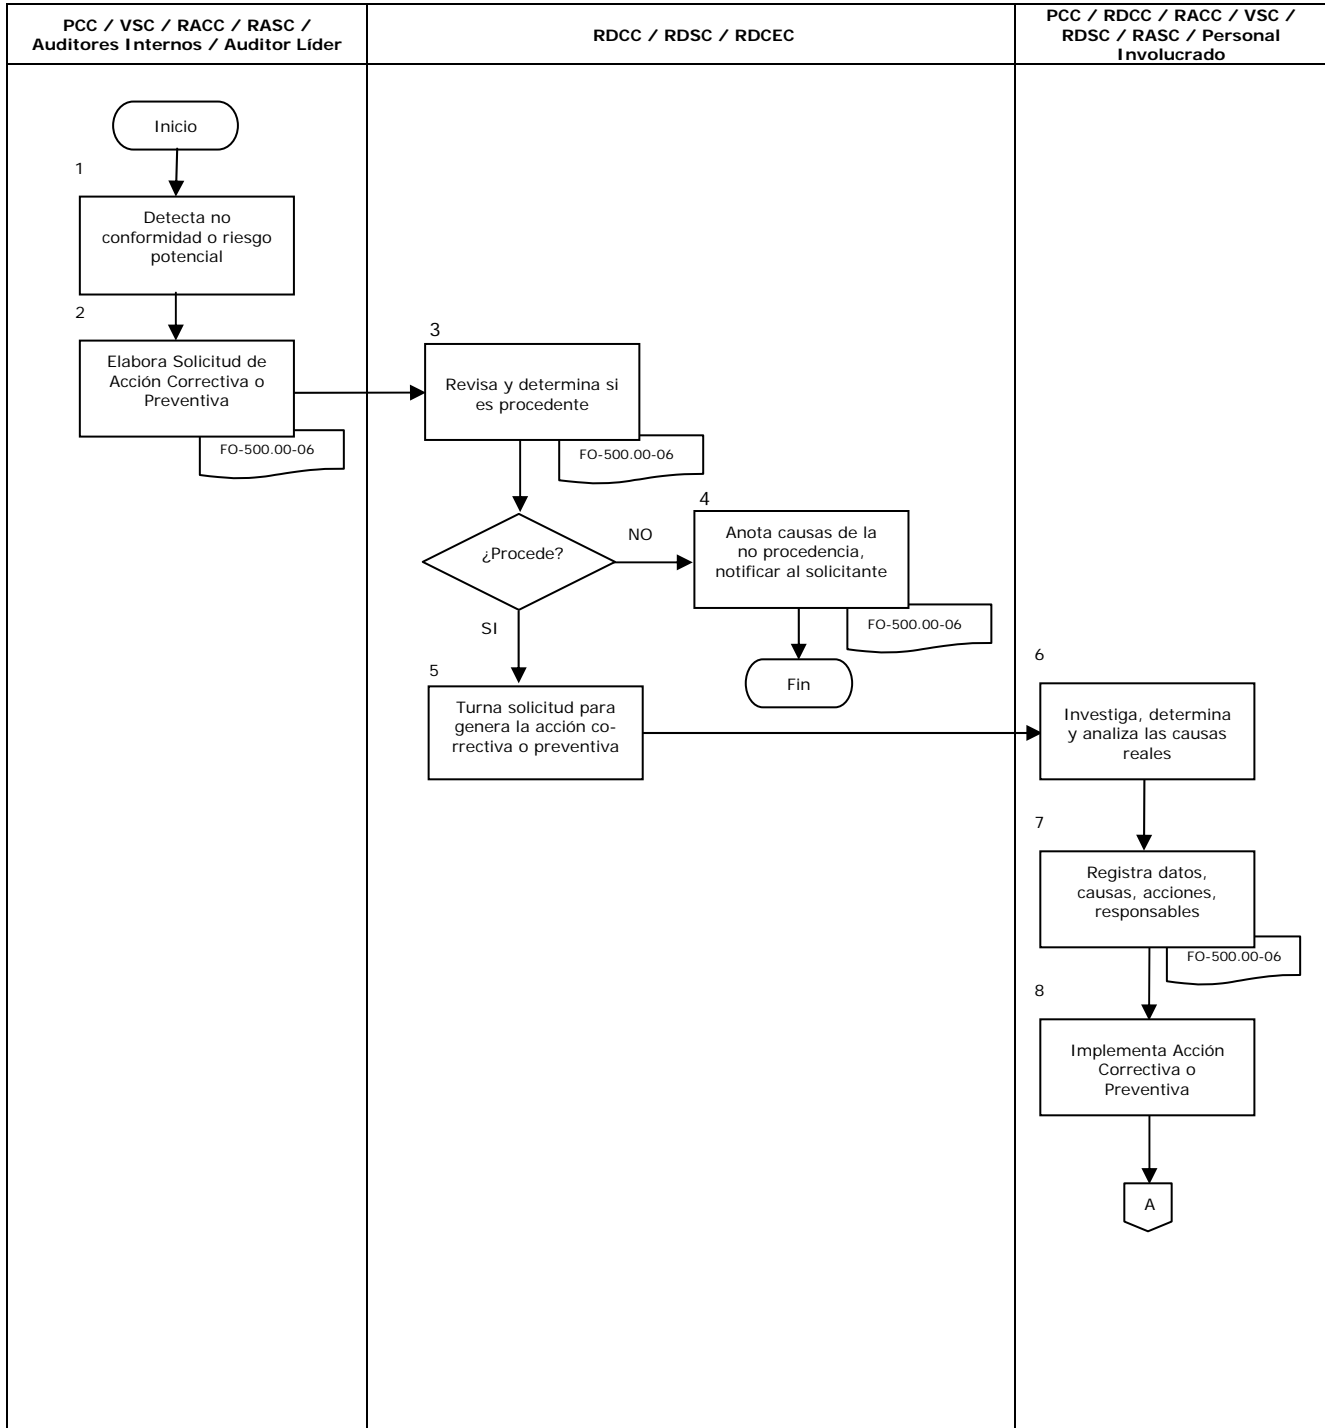 PCC / VSC / RACC / RASC /
Auditores Internos / Auditor Líder
RDCC / RDSC / RDCEC
PCC / RDCC / RACC / VSC /
RDSC / RASC / Personal
Involucrado
Inicio
1
Detecta no
conformidad o riesgo
potencial
2
Elabora Solicitud de
Acción Correctiva o
Preventiva
FO-500.00-06
3
Revisa y determina si
es procedente
FO-500.00-06
¿Procede?
NO
SI
4
Anota causas de la
no procedencia,
notificar al solicitante
FO-500.00-06
Fin
5
Turna solicitud para
genera la acción co-
rrectiva o preventiva
6
Investiga, determina
y analiza las causas
reales
7
Registra datos,
causas, acciones,
responsables
FO-500.00-06
8
Implementa Acción
Correctiva o
Preventiva
A